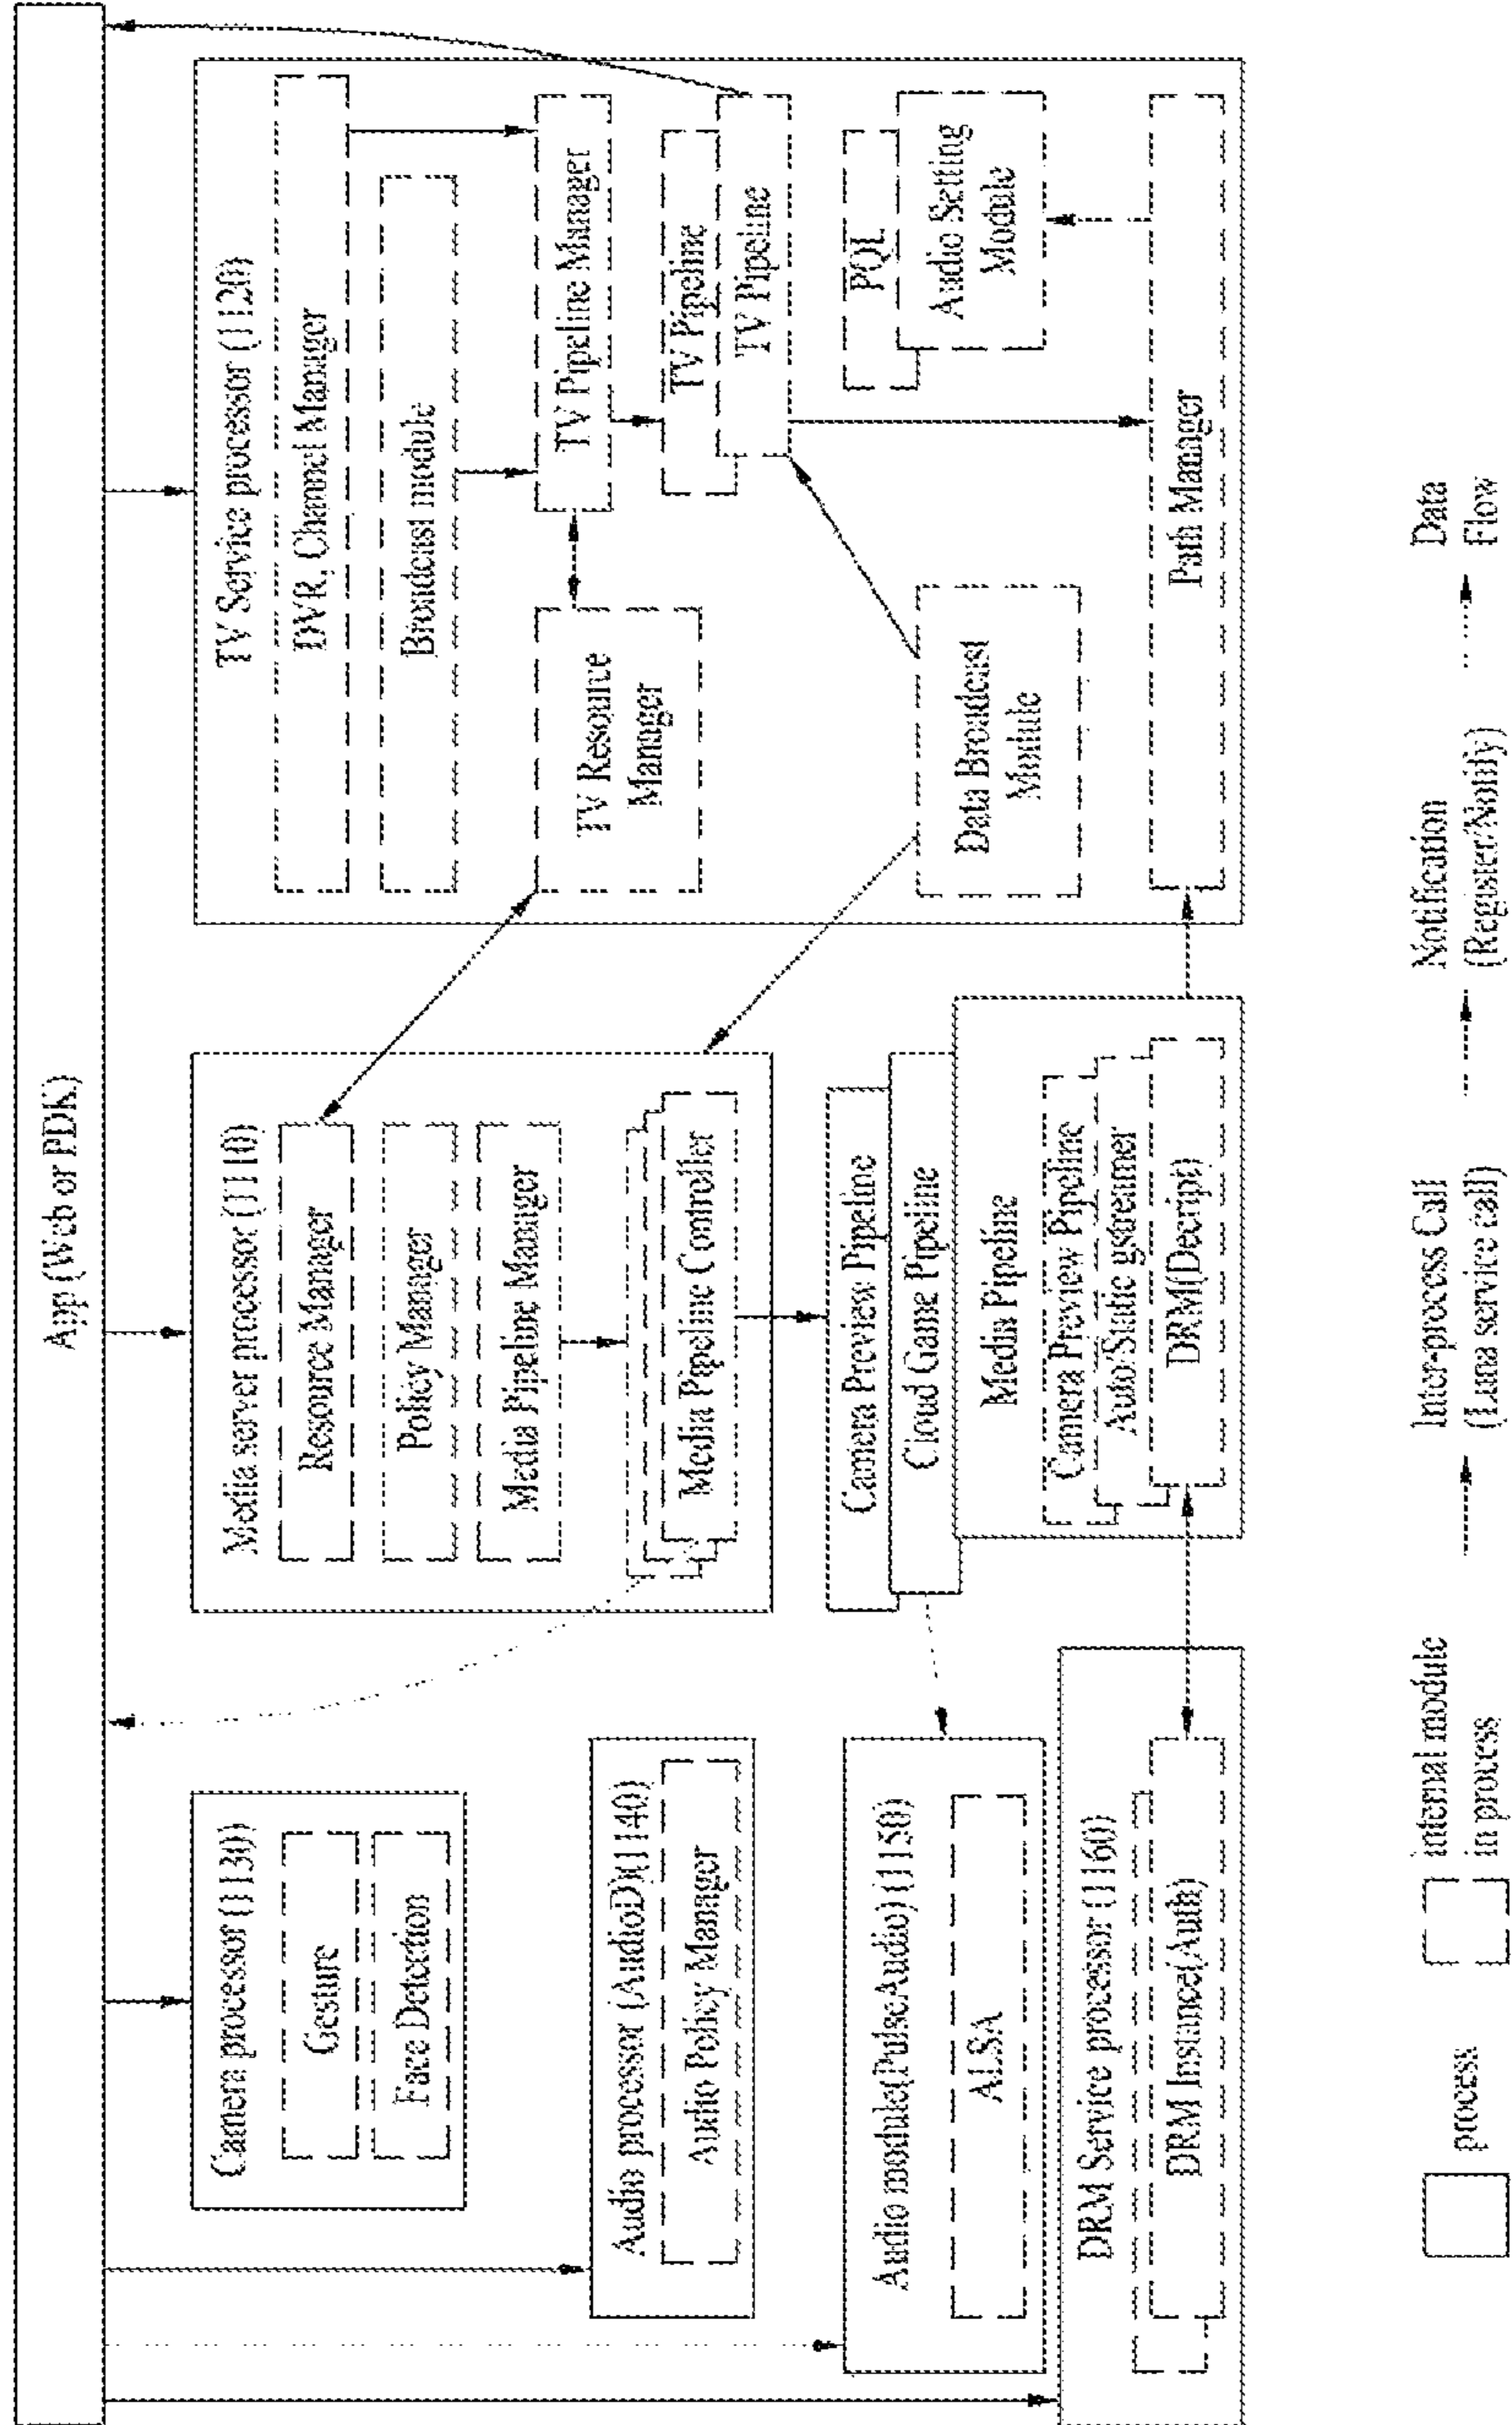 App (Web or PDK)
Camera processor (1130)
Gesture
Face Detection
Audio processor (AudioD)(1140)
Audio Policy Manager
Audio module(PulseAudio) (1150)
ALSA
DRM Service processor (1160)
DRM Instance(Auth)
Media server processor (1110)
Resource Manager
Policy Manager
Media Pipeline Manager
Media Pipeline Controller
Camera Preview Pipeline
Cloud Game Pipeline
Media Pipeline
Camera Preview Pipeline
Auto/Static gstreamer
DRM(Decript)
TV Service processor (1120)
DVR, Channel Manager
Brodcast module
TV Pipeline Manager
TV Resource
Manager
TV Pipeline
TV Pipeline
PQL
Audio Setting
Module
Data Broadcast
Module
Path Manager
process
internal module
in process
Inter-process Call
(Luna service call)
Notification
(Register/Notify)
Data
Flow